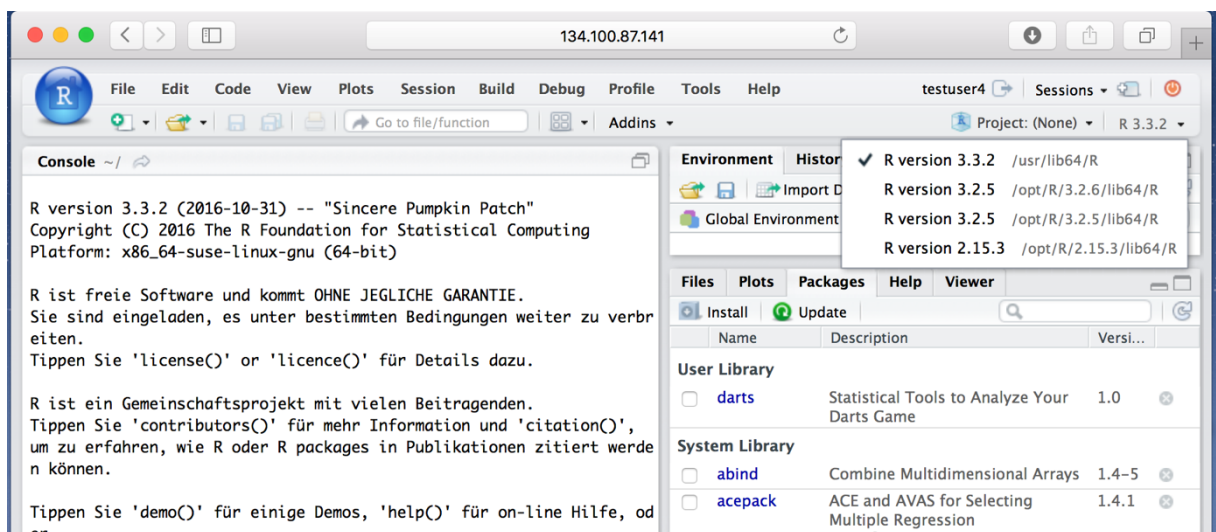 134.100.87.141
R
File Edit Code View Plots Session Build Debug Profile Tools Help testuser4 Sessions
Go to file/function Addins Project: (None) R 3.3.2
Console ~/
R version 3.3.2 (2016-10-31) -- "Sincere Pumpkin Patch"
Copyright (C) 2016 The R Foundation for Statistical Computing
Platform: x86_64-suse-linux-gnu (64-bit)
R ist freie Software und kommt OHNE JEGLICHE GARANTIE.
Sie sind eingeladen, es unter bestimmten Bedingungen weiter zu verbr
eiten.
Tippen Sie 'license()' or 'licence()' für Details dazu.
R ist ein Gemeinschaftsprojekt mit vielen Beitragenden.
Tippen Sie 'contributors()' für mehr Information und 'citation()',
um zu erfahren, wie R oder R packages in Publikationen zitiert werde
n können.
Tippen Sie 'demo()' für einige Demos, 'help()' für on-line Hilfe, od
Environment Histor
Import D
Global Environment
R version 3.3.2 /usr/lib64/R
R version 3.2.5 /opt/R/3.2.6/lib64/R
R version 3.2.5 /opt/R/3.2.5/lib64/R
R version 2.15.3 /opt/R/2.15.3/lib64/R
Files Plots Packages Help Viewer
Install Update
Name Description Versi...
User Library
darts Statistical Tools to Analyze Your 1.0
Darts Game
System Library
abind Combine Multidimensional Arrays 1.4-5
acepack ACE and AVAS for Selecting 1.4.1
Multiple Regression